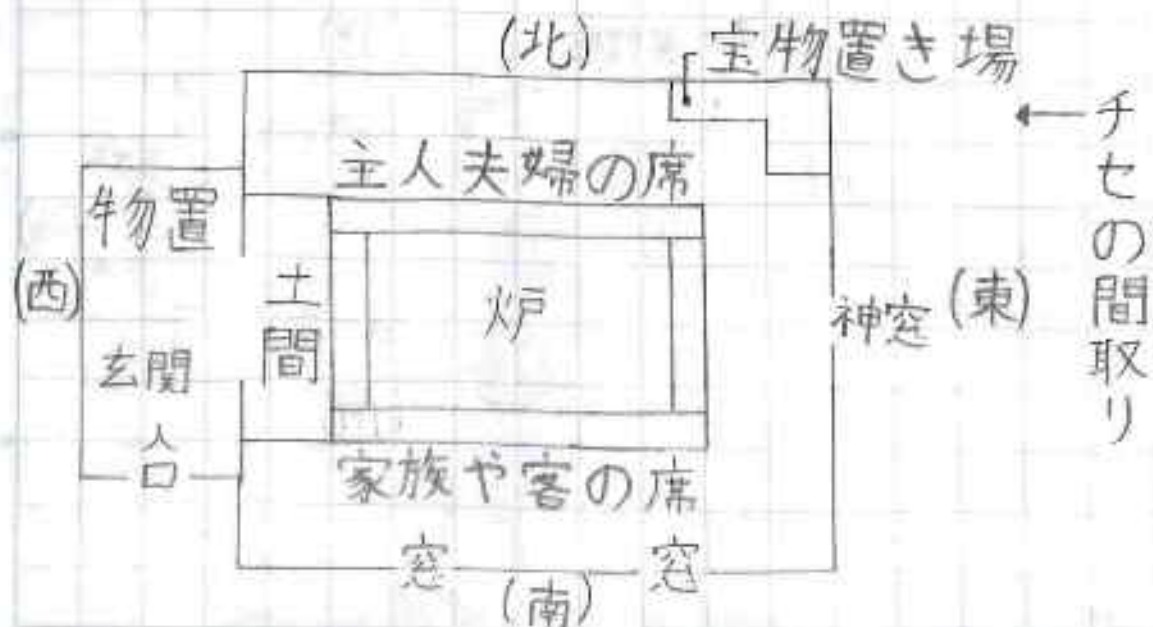 (北)
宝物置き場
チセの間取り
主人夫婦の席
物置
(西)
土間
炉
神窓
(東)
玄関
入口
家族や客の席
窓
窓
(南)